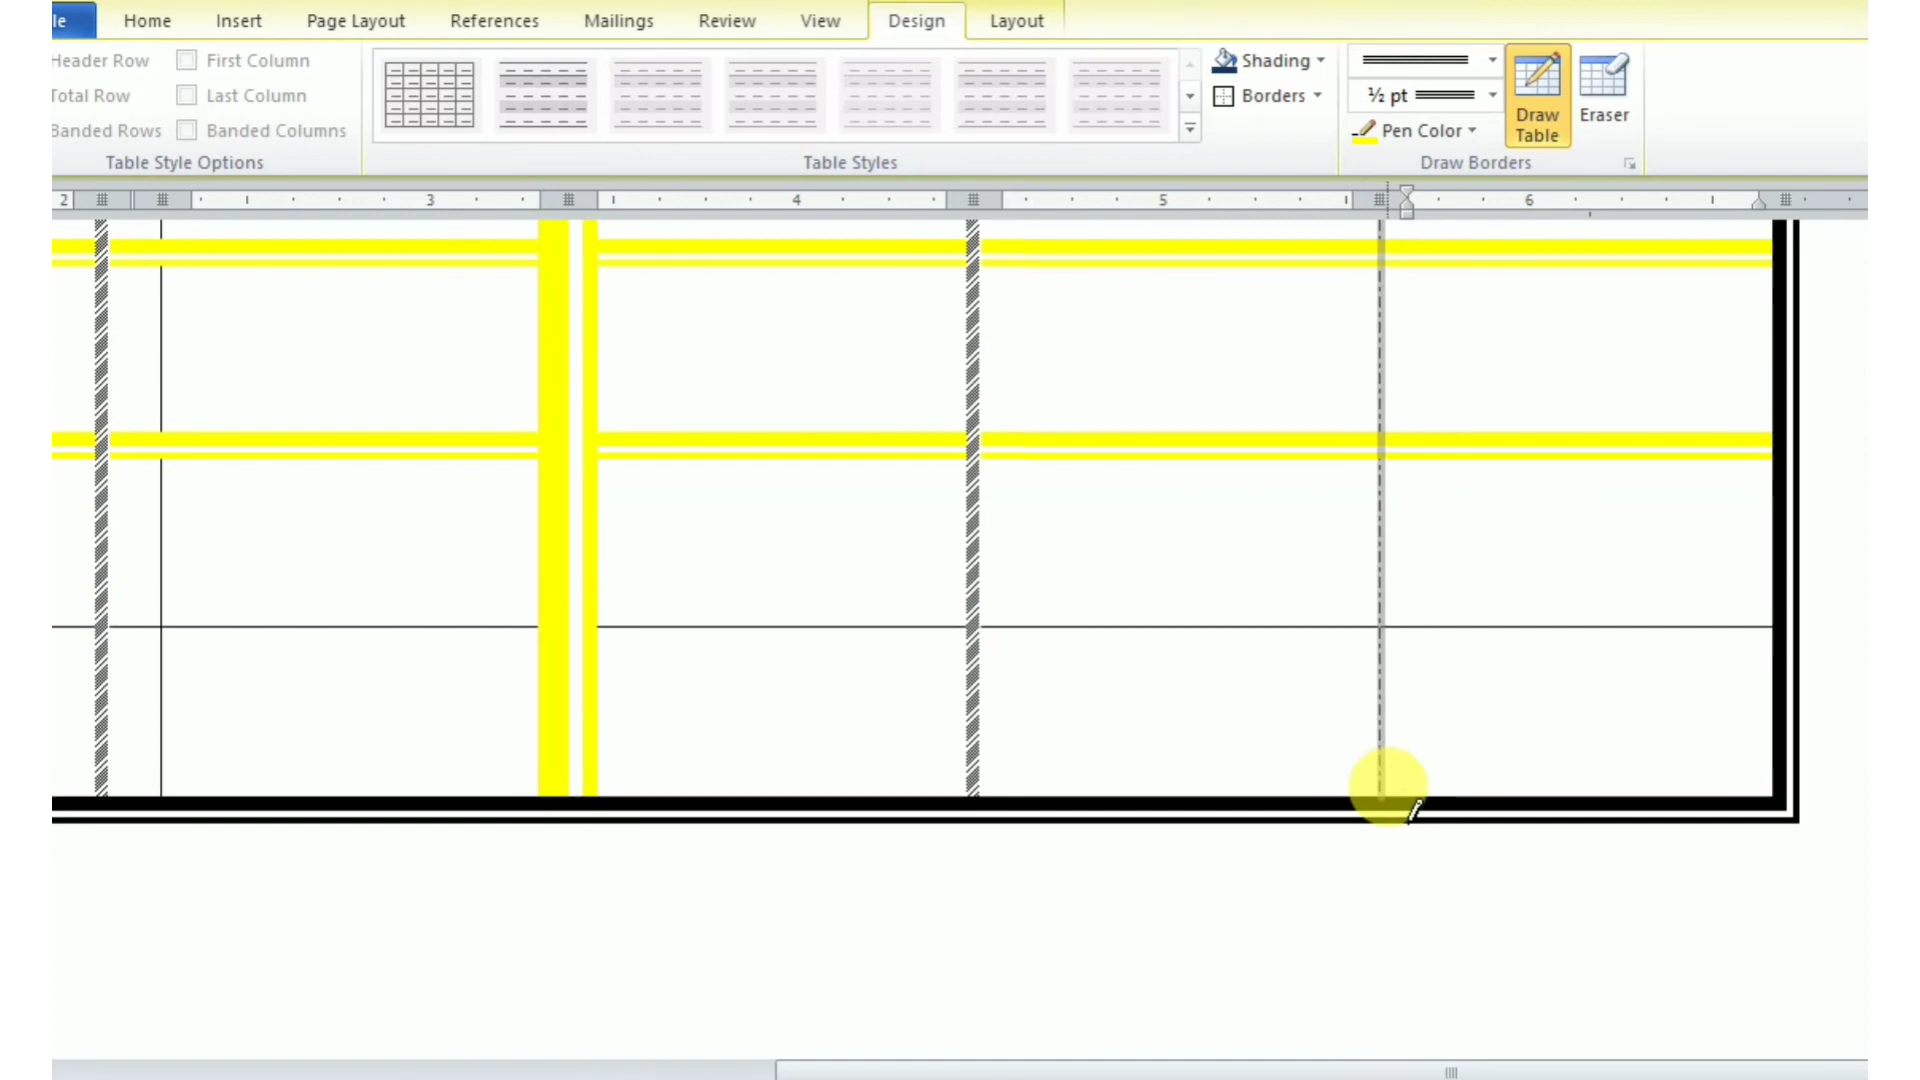 le Home Insert Page Layout References Mailings Review View Design Layout
Header Row First Column
Total Row Last Column
Banded Rows Banded Columns
Table Style Options
Table Styles
Shading
Borders
½ pt
Pen Color
Draw Table
Eraser
Draw Borders
2 3 4 5 6